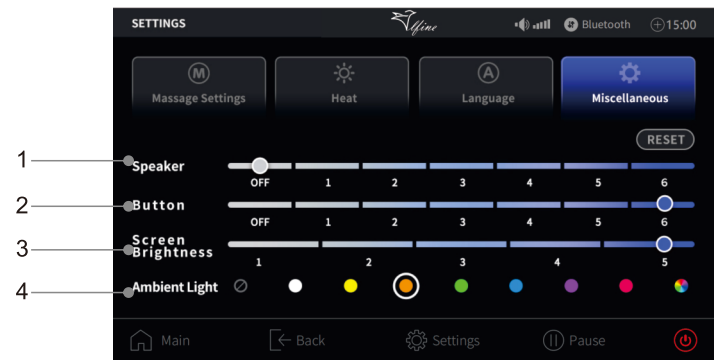 SETTINGS Ulfine Bluetooth 15:00
M A
Massage Settings Heat Language Miscellaneous
RESET
1 Speaker
OFF 1 2 3 4 5 6
2 Button
OFF 1 2 3 4 5 6
3 Screen
Brightness
1 2 3 4 5
4 Ambient Light
Main Back Settings Pause